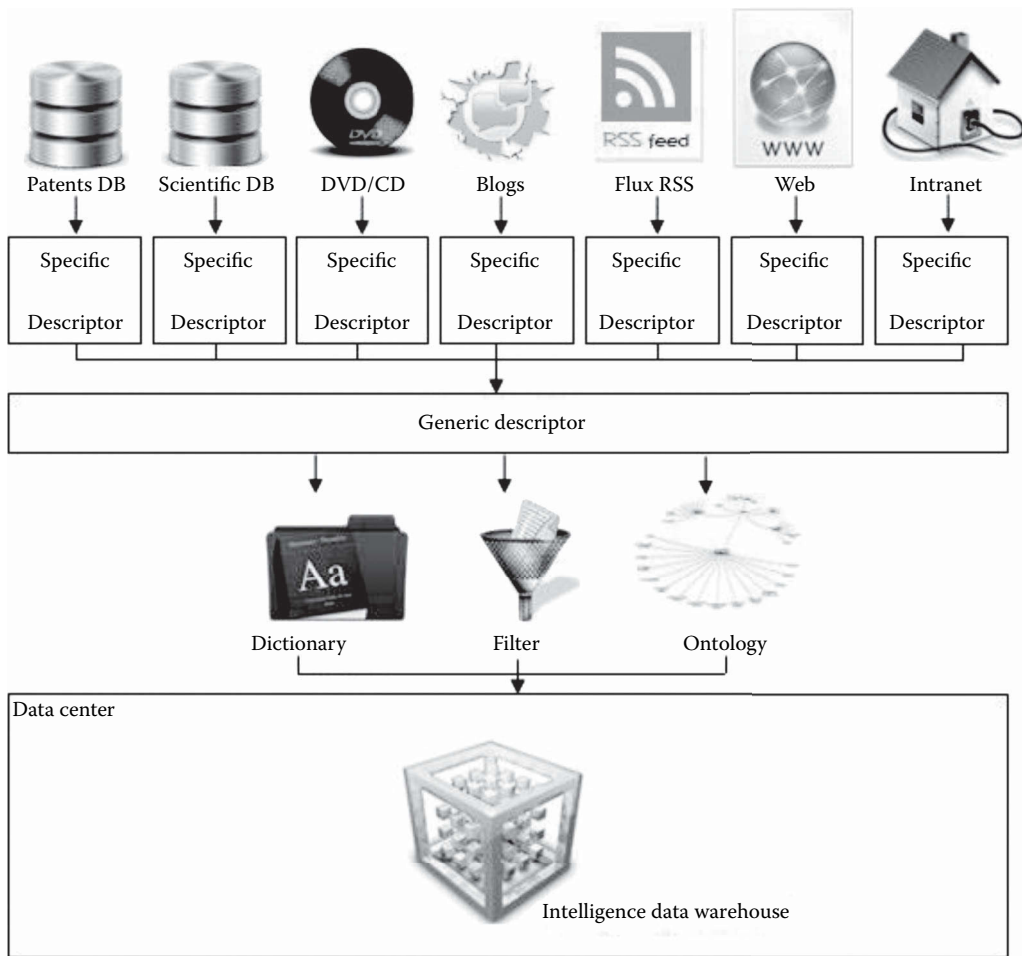 DVD
RSS feed
WWW
Patents DB Scientific DB DVD/CD Blogs Flux RSS Web Intranet
Specific Specific Specific Specific Specific Specific Specific
Descriptor Descriptor Descriptor Descriptor Descriptor Descriptor Descriptor
Generic descriptor
Aa
Dictionary Filter Ontology
Data center
Intelligence data warehouse